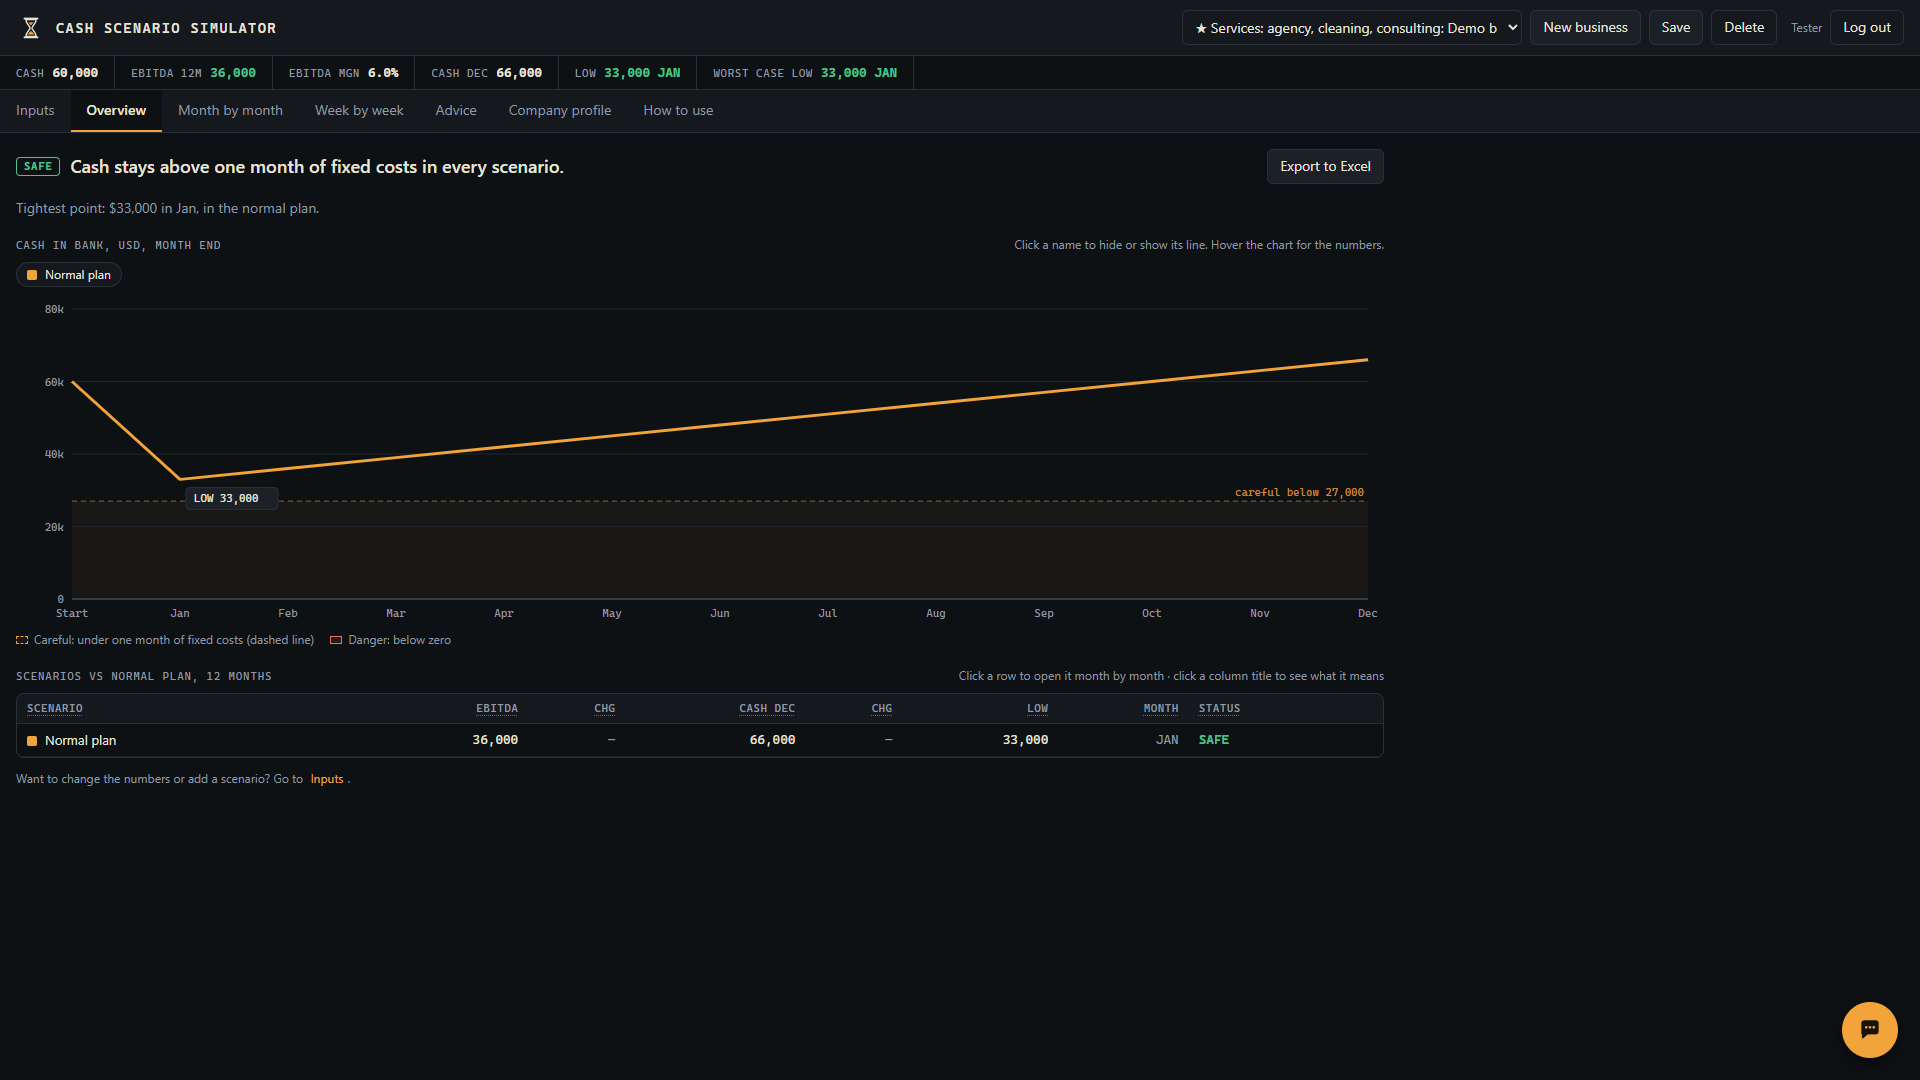 CASH SCENARIO SIMULATOR
★ Services: agency, cleaning, consulting: Demo b
New business
Save
Delete
Tester
Log out
CASH 60,000
EBITDA 12M 36,000
EBITDA MGN 6.0%
CASH DEC 66,000
LOW 33,000 JAN
WORST CASE LOW 33,000 JAN
Inputs
Overview
Month by month
Week by week
Advice
Company profile
How to use
SAFE Cash stays above one month of fixed costs in every scenario.
Export to Excel
Tightest point: $33,000 in Jan, in the normal plan.
CASH IN BANK, USD, MONTH END
Click a name to hide or show its line. Hover the chart for the numbers.
Normal plan
80k
60k
40k
LOW 33,000
careful below 27,000
20k
0
Start Jan Feb Mar Apr May Jun Jul Aug Sep Oct Nov Dec
Careful: under one month of fixed costs (dashed line)
Danger: below zero
SCENARIOS VS NORMAL PLAN, 12 MONTHS
Click a row to open it month by month · click a column title to see what it means
SCENARIO EBITDA CHG CASH DEC CHG LOW MONTH STATUS
Normal plan 36,000 — 66,000 — 33,000 JAN SAFE
Want to change the numbers or add a scenario? Go to Inputs .